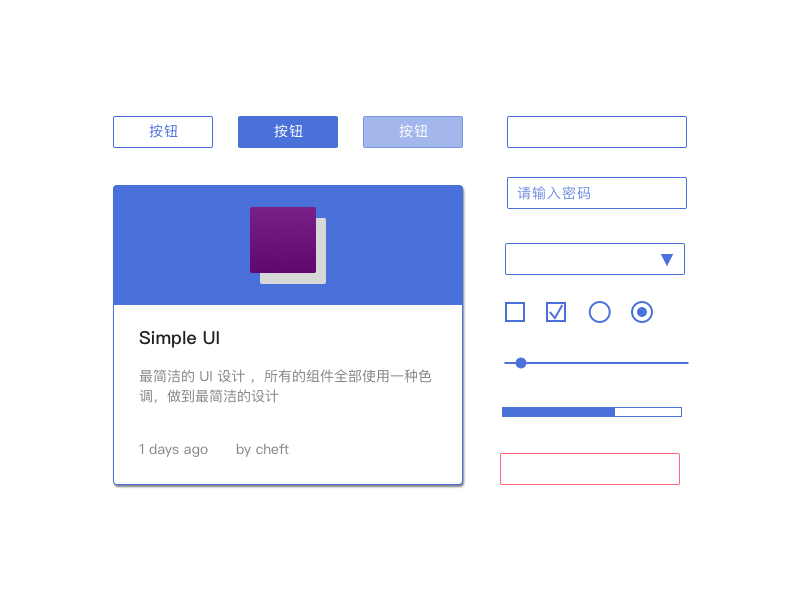 按钮
按钮
按钮
请输入密码
Simple UI
最简洁的 UI 设计 ，所有的组件全部使用一种色
调，做到最简洁的设计
1 days ago
by cheft